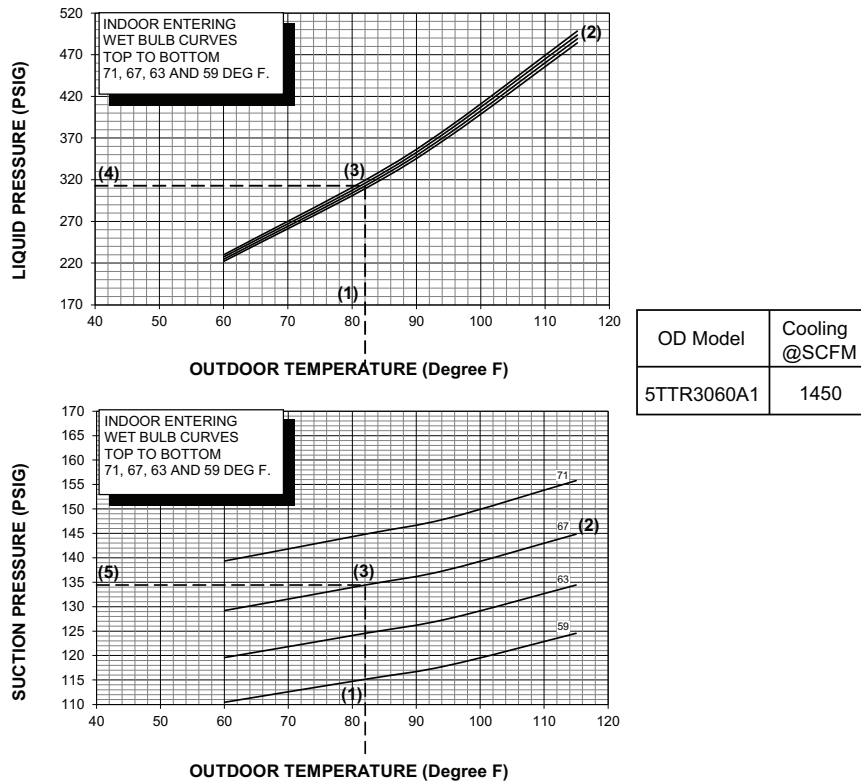 520
470
420
370
320
270
220
170
LIQUID PRESSURE (PSIG)
INDOOR ENTERING
WET BULB CURVES
TOP TO BOTTOM
71, 67, 63 AND 59 DEG F.
(2)
(3)
(4)
(1)
40 50 60 70 80 90 100 110 120
OUTDOOR TEMPERATURE (Degree F)
OD Model Cooling @SCFM
5TTR3060A1 1450
170
165
160
155
150
145
140
135
130
125
120
115
110
SUCTION PRESSURE (PSIG)
INDOOR ENTERING
WET BULB CURVES
TOP TO BOTTOM
71, 67, 63 AND 59 DEG F.
71
67 (2)
(5)
(3)
63
59
(1)
40 50 60 70 80 90 100 110 120
OUTDOOR TEMPERATURE (Degree F)